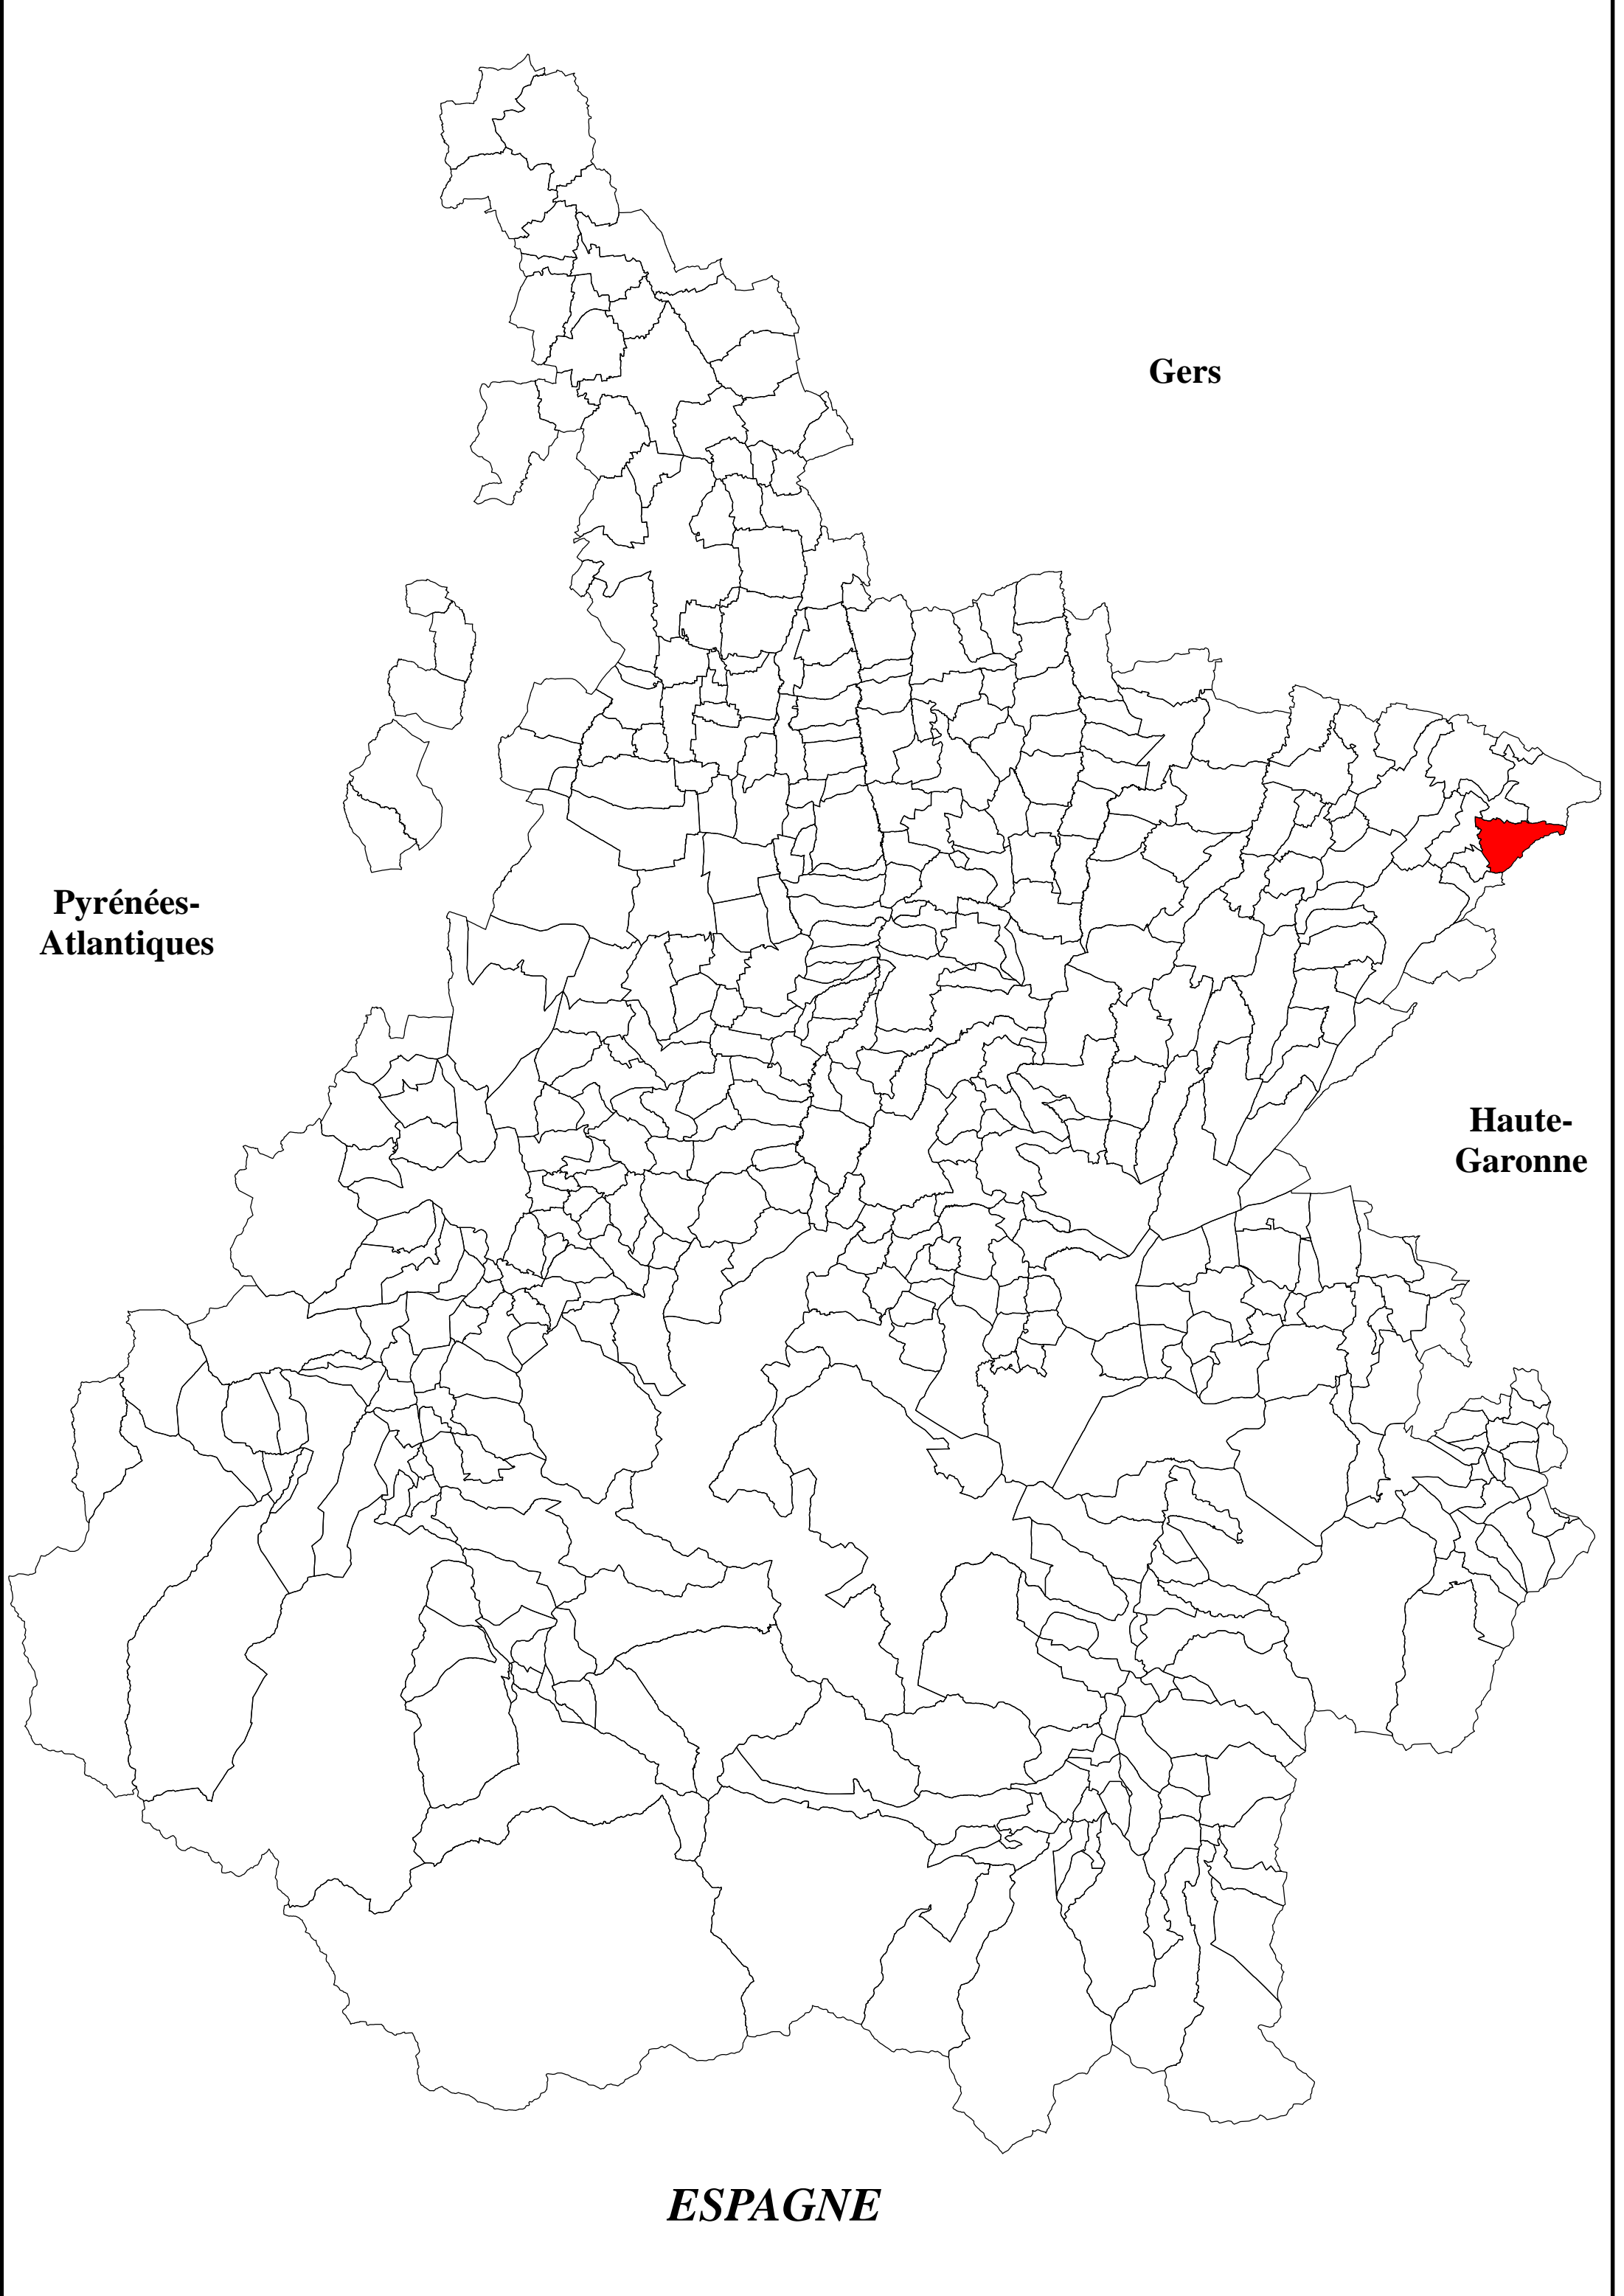 Gers
Pyrénées-
Atlantiques
Haute-
Garonne
ESPAGNE